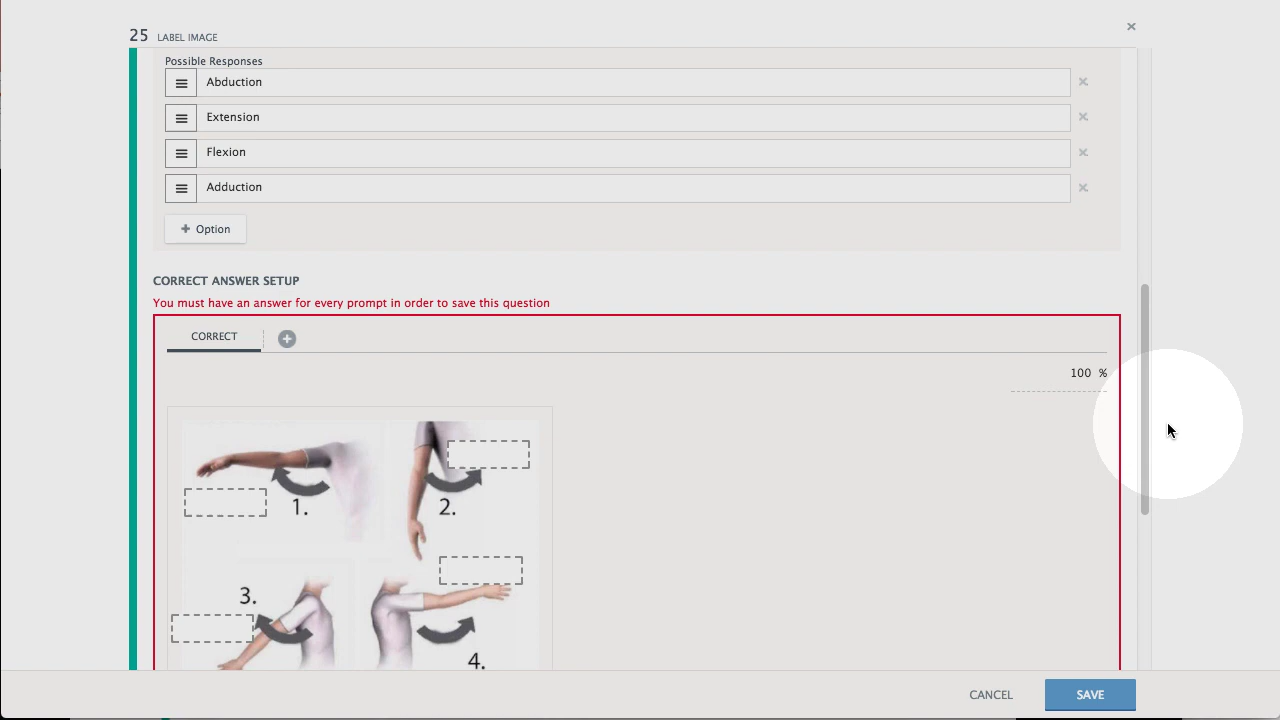 25 LABEL IMAGE
Possible Responses
Abduction
Extension
Flexion
Adduction
+ Option
CORRECT ANSWER SETUP
You must have an answer for every prompt in order to save this question
CORRECT
100 %
1.
2.
3.
4.
CANCEL
SAVE